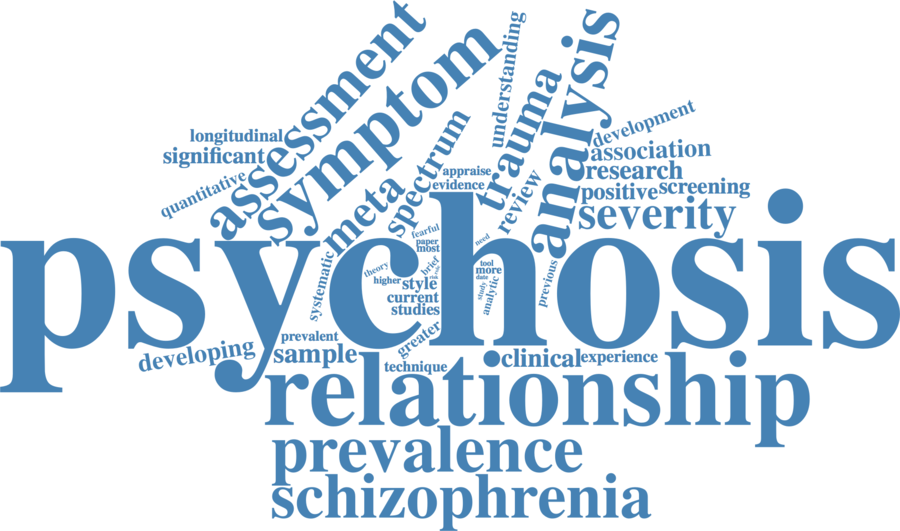 assessment
symptom
understanding
trauma
analysis
development
longitudinal
significant
quantitative
spectrum
meta
appraise
evidence
review
association
research
positive
screening
severity
psychosis
fearful
paper
most
need
systematic
theory
higher
brief
risk
style
current
studies
tool
more
date
study
analytic
previous
greater
developing
prevalent
sample
technique
clinical
experience
relationship
prevalence
schizophrenia